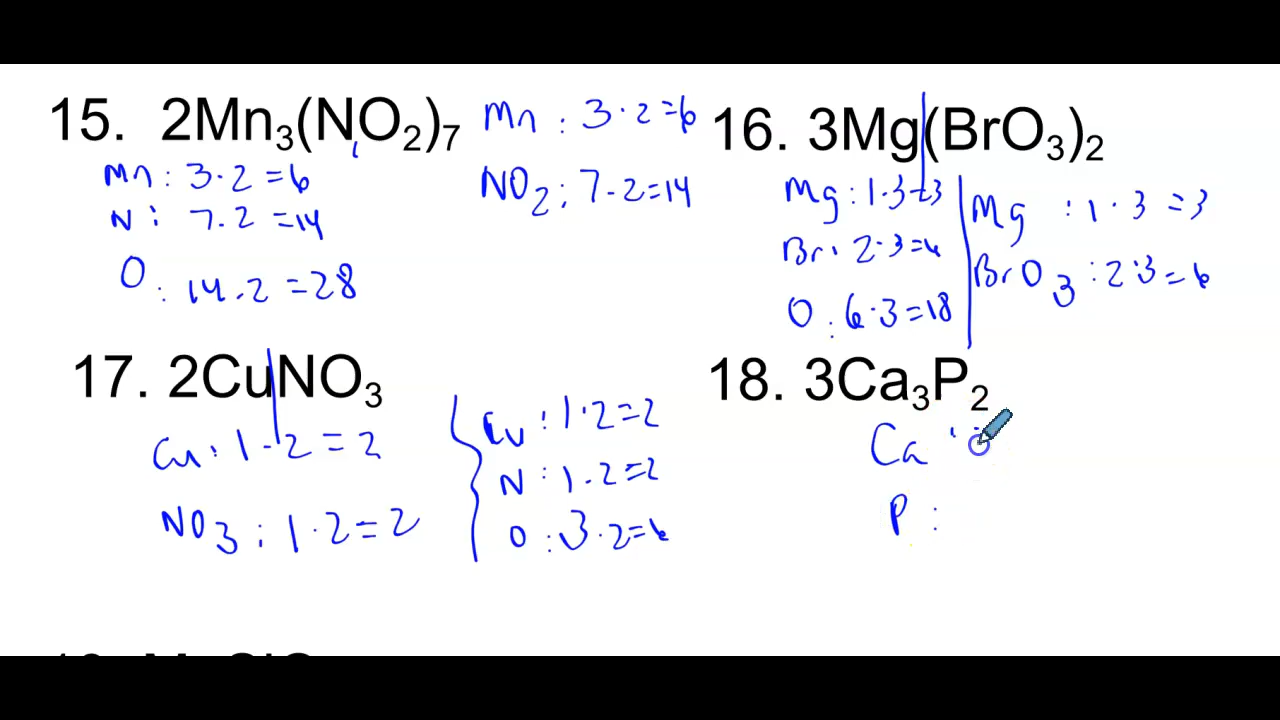 15. 2Mn₃(NO₂)₇
Mn : 3·2=6
N : 7·2=14
O : 14·2=28
Mn : 3·2=6
NO₂ : 7·2=14
16. 3Mg(BrO₃)₂
Mg : 1·3=3
Br : 2·3=6
O : 6·3=18
Mg : 1·3=3
BrO₃ : 2·3=6
17. 2CuNO₃
Cu : 1·2=2
NO₃ : 1·2=2
Cu : 1·2=2
N : 1·2=2
O : 3·2=6
18. 3Ca₃P₂
Ca :
P :